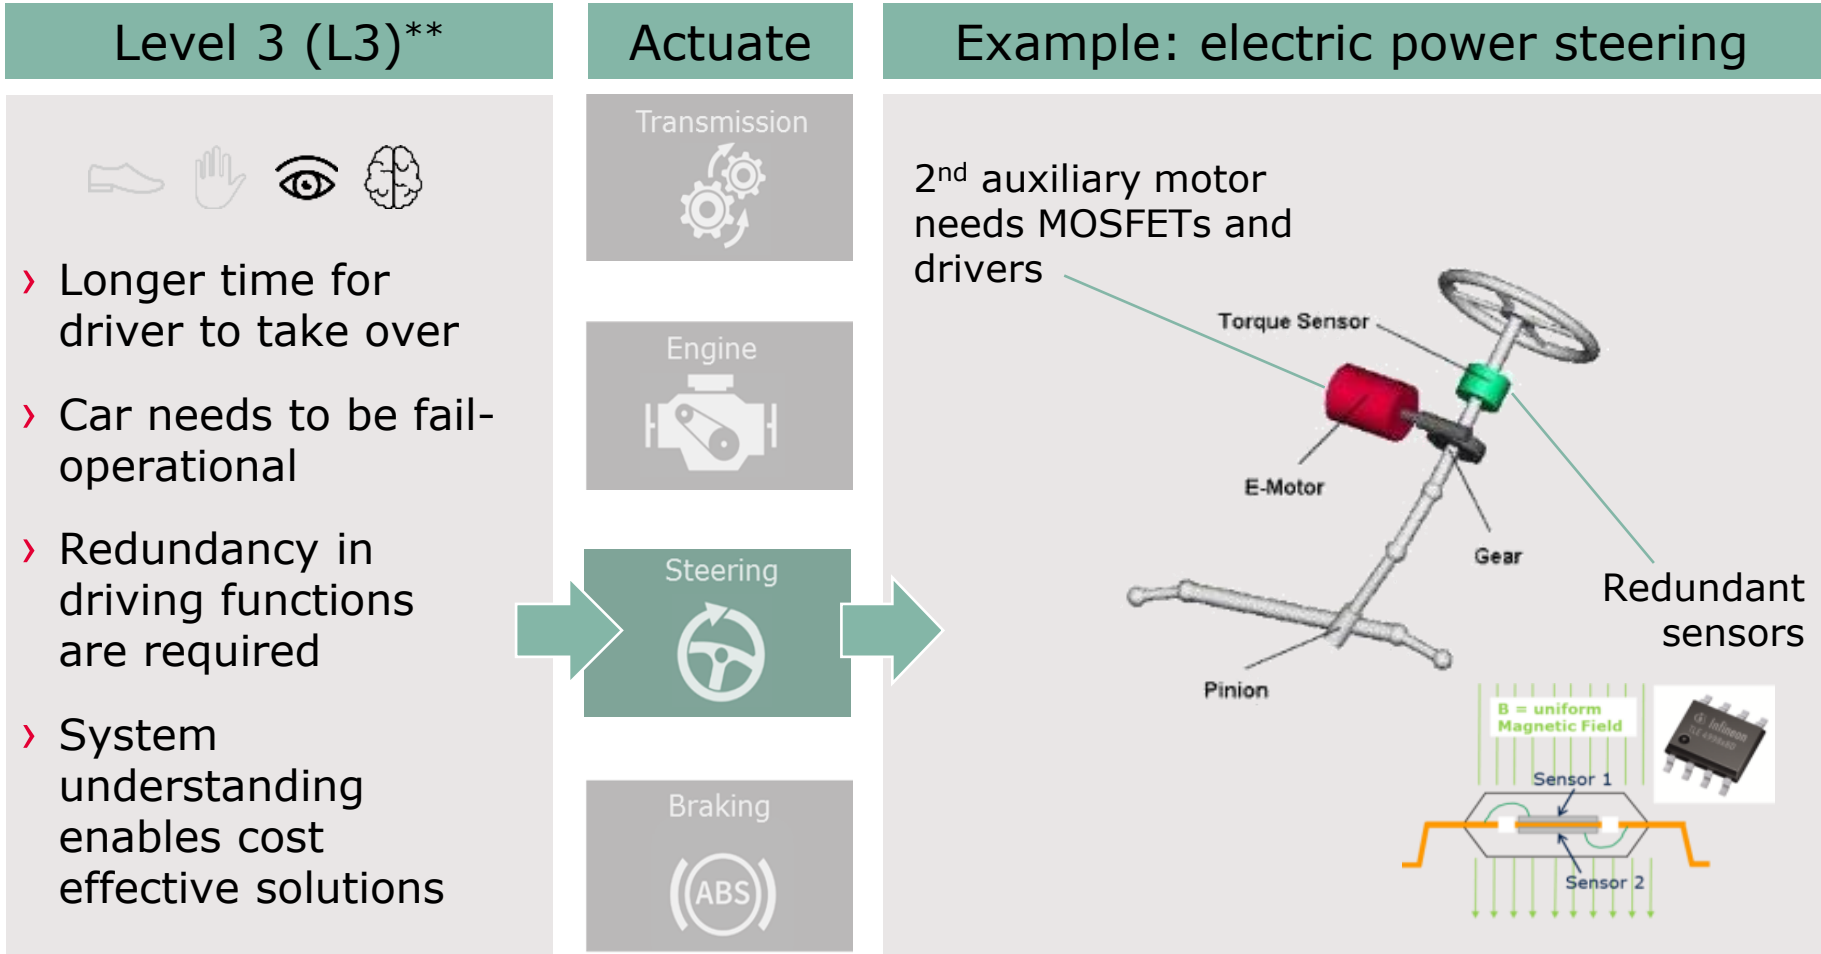 Level 3 (L3)**
› Longer time for
driver to take over
› Car needs to be fail-
operational
› Redundancy in
driving functions
are required
› System
understanding
enables cost
effective solutions
Actuate
Transmission
Engine
Steering
Braking
ABS
Example: electric power steering
2nd auxiliary motor
needs MOSFETs and
drivers
Torque Sensor
E-Motor
Gear
Pinion
Redundant
sensors
B = uniform
Magnetic Field
Infineon
Sensor 1
Sensor 2